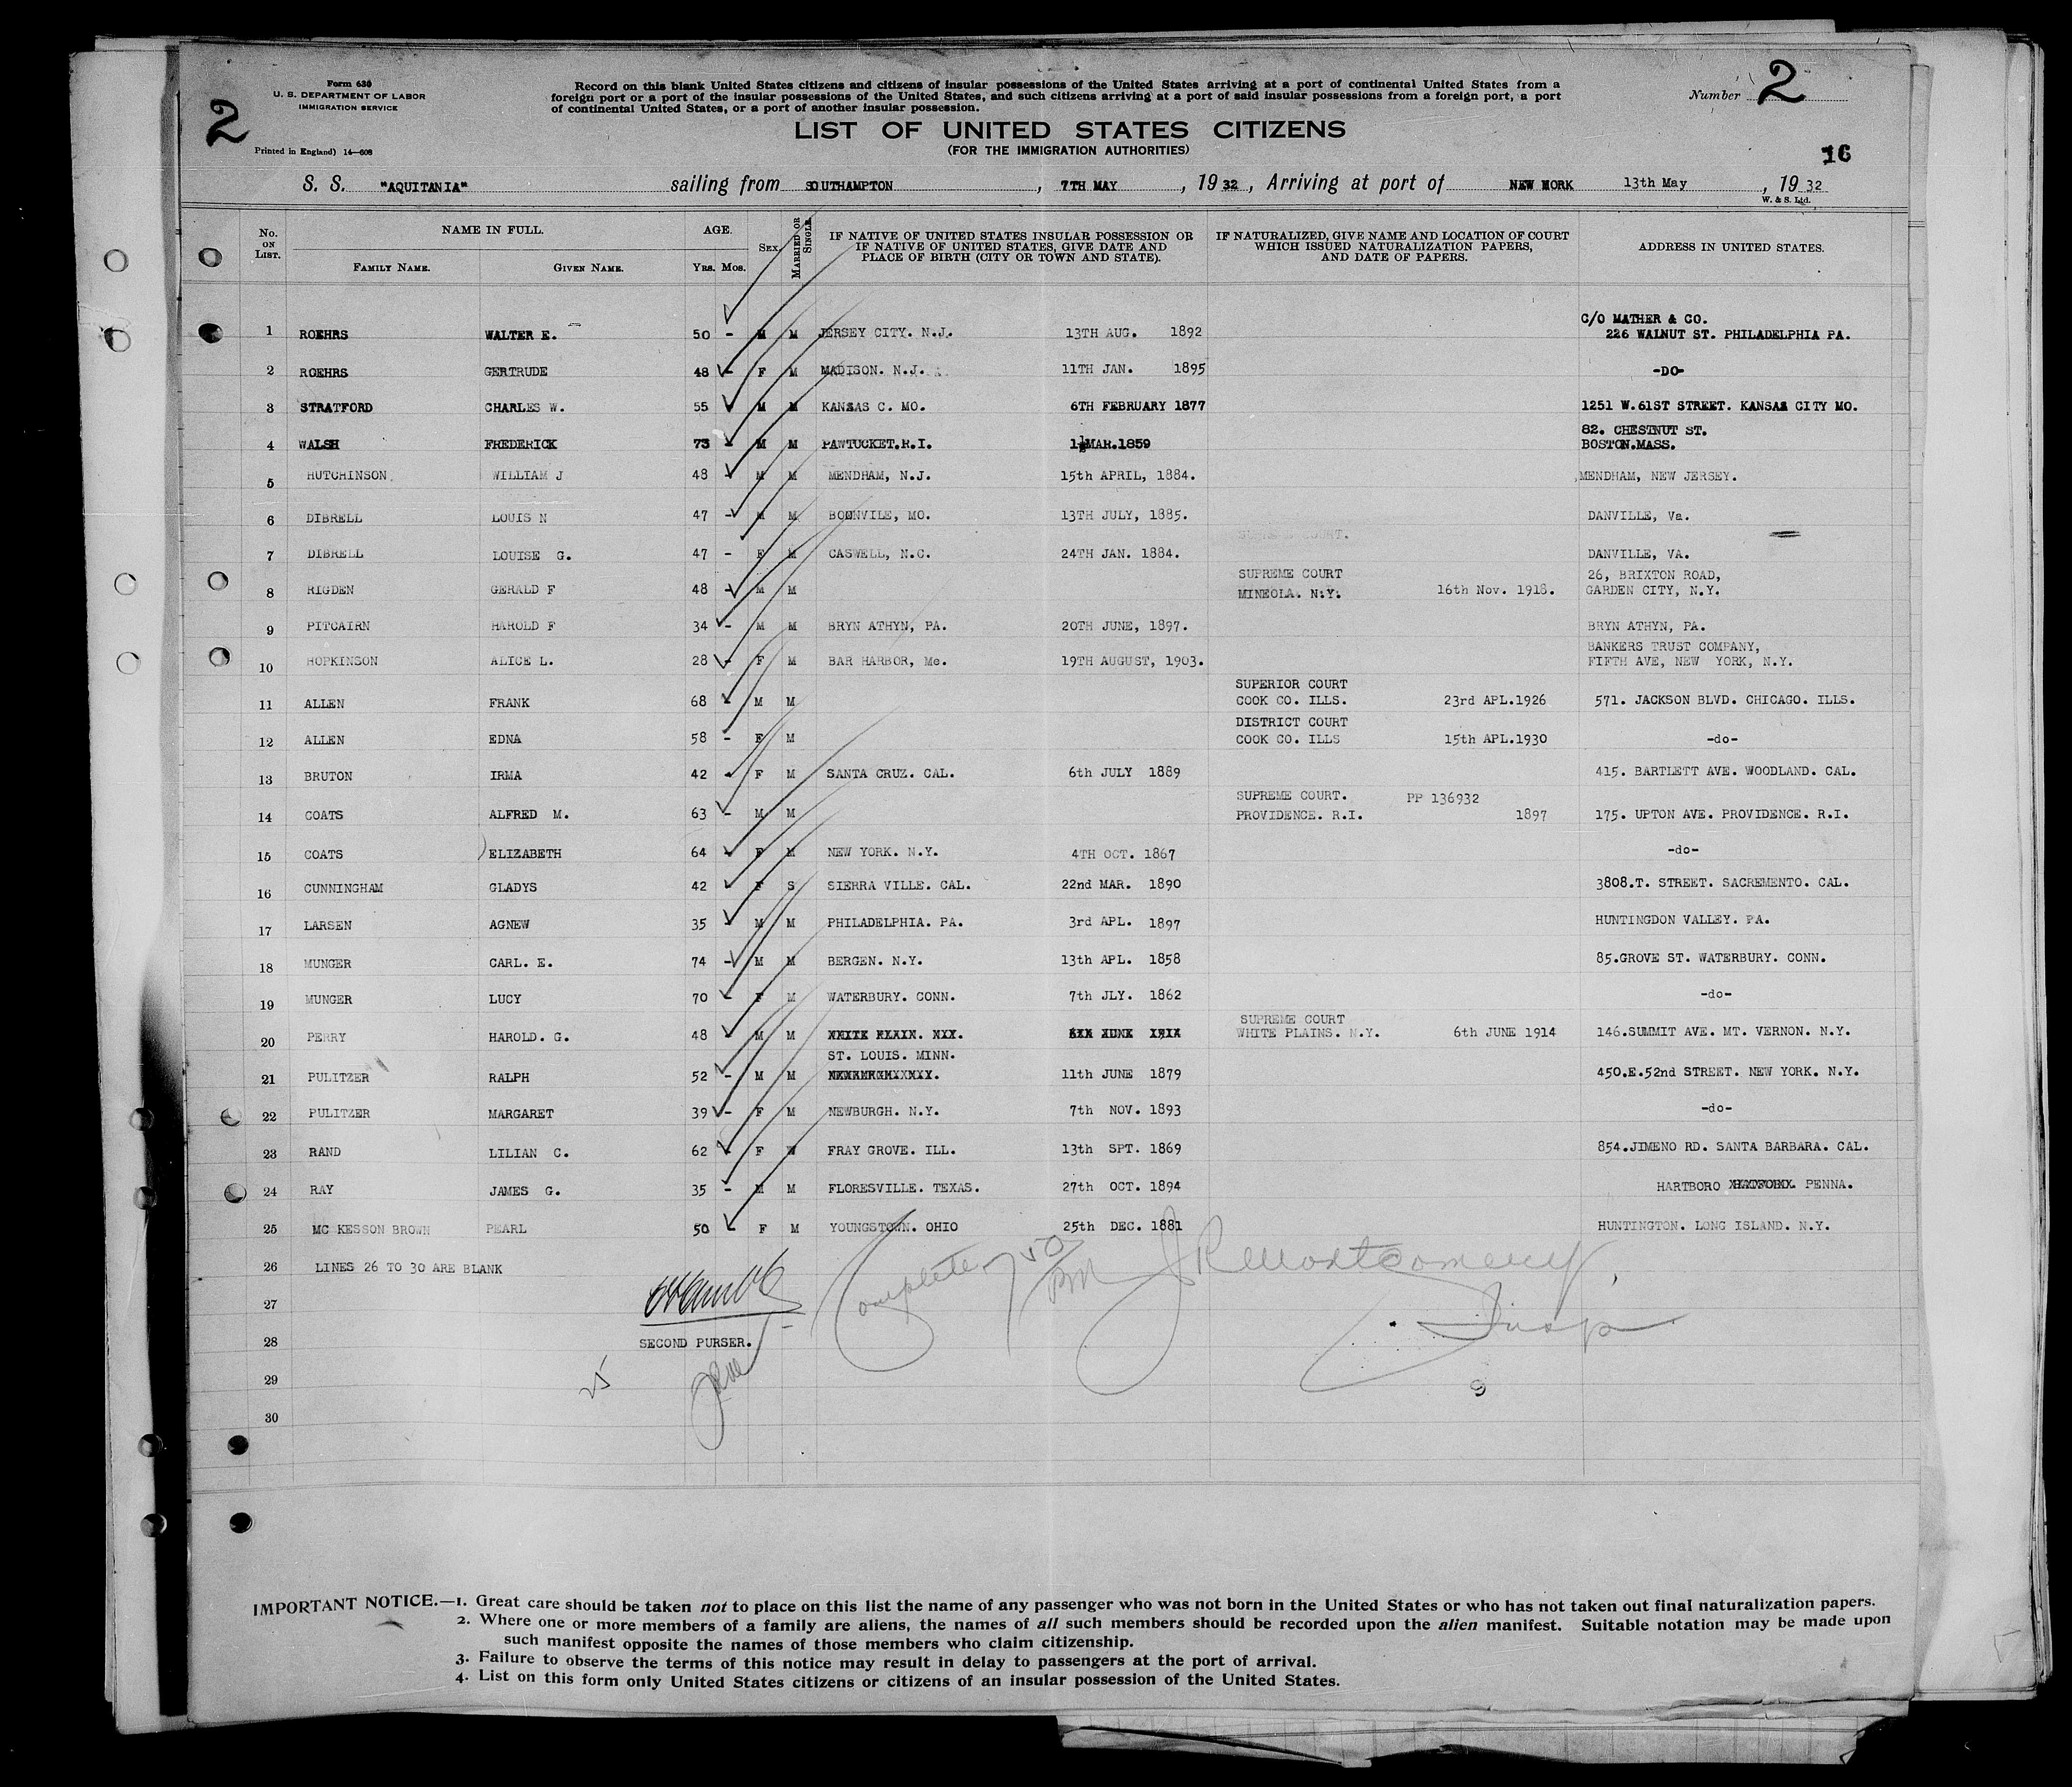 Form 630
U. S. DEPARTMENT OF LABOR
IMMIGRATION SERVICE
2
Printed in England) 14—608
Record on this blank United States citizens and citizens of insular possessions of the United States arriving at a port of continental United States from a
foreign port or a port of the insular possessions of the United States, and such citizens arriving at a port of said insular possessions from a foreign port, a port
of continental United States, or a port of another insular possession.
Number 2
LIST OF UNITED STATES CITIZENS
(FOR THE IMMIGRATION AUTHORITIES)
16
S. S. "AQUITANIA" sailing from SOUTHAMPTON, 7TH MAY, 19 32, Arriving at port of NEW YORK 13th May, 19 32
W. & S. Ltd.
No. ON LIST. NAME IN FULL. FAMILY NAME. GIVEN NAME. AGE. YRS. MOS. SEX MARRIED OR SINGLE. IF NATIVE OF UNITED STATES INSULAR POSSESSION OR IF NATIVE OF UNITED STATES, GIVE DATE AND PLACE OF BIRTH (CITY OR TOWN AND STATE). IF NATURALIZED, GIVE NAME AND LOCATION OF COURT WHICH ISSUED NATURALIZATION PAPERS, AND DATE OF PAPERS. ADDRESS IN UNITED STATES.
1 ROEHRS WALTER E. 50 - M M JERSEY CITY. N.J. 13TH AUG. 1892 C/O MATHER & CO. 226 WALNUT ST. PHILADELPHIA PA.
2 ROEHRS GERTRUDE 48 - F M MADISON. N.J. 11TH JAN. 1895 -DO-
3 STRATFORD CHARLES W. 55 M M KANSAS C. MO. 6TH FEBRUARY 1877 1251 W.61ST STREET. KANSAS CITY MO.
4 WALSH FREDERICK 73 - M M PAWTUCKET.R.I. MAR.1859 82. CHESTNUT ST. BOSTON.MASS.
5 HUTCHINSON WILLIAM J 48 M M MENDHAM, N.J. 15th APRIL, 1884. MENDHAM, NEW JERSEY.
6 DIBRELL LOUIS N 47 - M M BOONVILE, MO. 13TH JULY, 1885. DANVILLE, Va.
7 DIBRELL LOUISE G. 47 - F M CASWELL, N.C. 24TH JAN. 1884. DANVILLE, VA.
8 RIGDEN GERALD F 48 - M M SUPREME COURT MINEOLA. N.Y. 16th Nov. 1918. 26, BRIXTON ROAD, GARDEN CITY, N.Y.
9 PITCAIRN HAROLD F 34 - M M BRYN ATHYN, PA. 20TH JUNE, 1897. BRYN ATHYN, PA.
10 HOPKINSON ALICE L. 28 - F M BAR HARBOR, Me. 19TH AUGUST, 1903. BANKERS TRUST COMPANY, FIFTH AVE, NEW YORK, N.Y.
11 ALLEN FRANK 68 - M M SUPERIOR COURT COOK CO. ILLS. 23rd APL.1926 571. JACKSON BLVD. CHICAGO. ILLS.
12 ALLEN EDNA 58 - F M DISTRICT COURT COOK CO. ILLS 15th APL.1930 -do-
13 BRUTON IRMA 42 - F M SANTA CRUZ. CAL. 6th JULY 1889 415. BARTLETT AVE. WOODLAND. CAL.
14 COATS ALFRED M. 63 - M M SUPREME COURT. PP 136932 PROVIDENCE. R.I. 1897 175. UPTON AVE. PROVIDENCE. R.I.
15 COATS ELIZABETH 64 - F M NEW YORK. N.Y. 4TH OCT. 1867 -do-
16 CUNNINGHAM GLADYS 42 - F S SIERRA VILLE. CAL. 22nd MAR. 1890 3808.T. STREET. SACREMENTO. CAL.
17 LARSEN AGNEW 35 - M M PHILADELPHIA. PA. 3rd APL. 1897 HUNTINGDON VALLEY. PA.
18 MUNGER CARL. E. 74 - M M BERGEN. N.Y. 13th APL. 1858 85.GROVE ST. WATERBURY. CONN.
19 MUNGER LUCY 70 - F M WATERBURY. CONN. 7th JLY. 1862 -do-
20 PERRY HAROLD. G. 48 - M M SUPREME COURT WHITE PLAINS. N.Y. 6th JUNE 1914 146.SUMMIT AVE. MT. VERNON. N.Y.
21 PULITZER RALPH 52 - M M ST. LOUIS. MINN. 11th JUNE 1879 450.E.52nd STREET. NEW YORK. N.Y.
22 PULITZER MARGARET 39 - F M NEWBURGH. N.Y. 7th NOV. 1893 -do-
23 RAND LILIAN C. 62 - F W FRAY GROVE. ILL. 13th SPT. 1869 854.JIMENO RD. SANTA BARBARA. CAL.
24 RAY JAMES G. 35 - M M FLORESVILLE. TEXAS. 27th OCT. 1894 HARTBORO PENNA.
25 MC KESSON BROWN PEARL 50 - F M YOUNGSTOWN. OHIO 25th DEC. 1881 HUNTINGTON. LONG ISLAND. N.Y.
26 LINES 26 TO 30 ARE BLANK
Complete 750 PM J R Montgomery
Insp
27
28 SECOND PURSER.
29 25
30
IMPORTANT NOTICE.—1. Great care should be taken not to place on this list the name of any passenger who was not born in the United States or who has not taken out final naturalization papers.
2. Where one or more members of a family are aliens, the names of all such members should be recorded upon the alien manifest. Suitable notation may be made upon
such manifest opposite the names of those members who claim citizenship.
3. Failure to observe the terms of this notice may result in delay to passengers at the port of arrival.
4. List on this form only United States citizens or citizens of an insular possession of the United States.